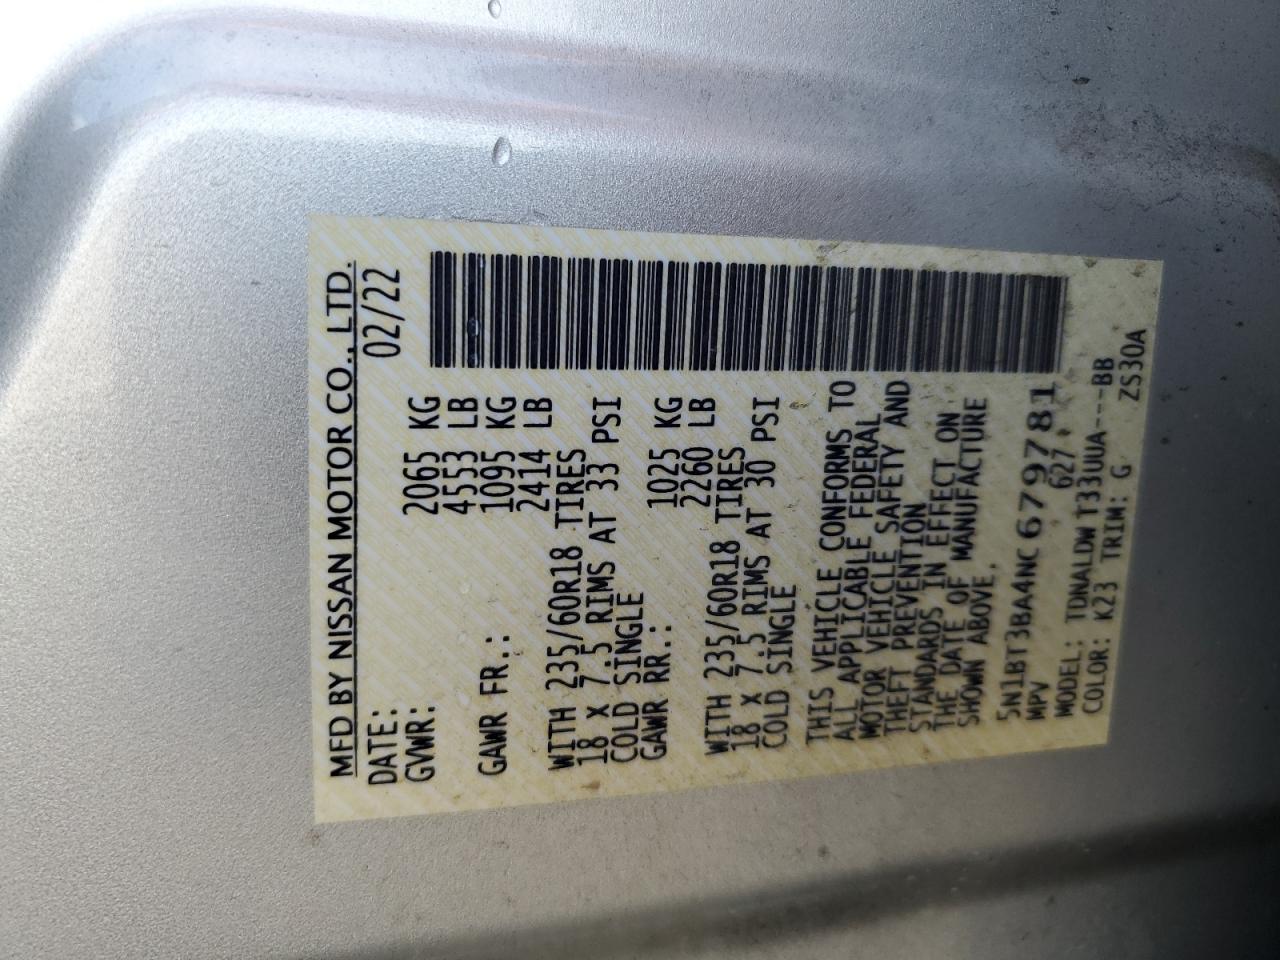 MFD BY NISSAN MOTOR CO., LTD.
DATE: 02/22
GVWR: 2065 KG
4553 LB
GAWR FR.: 1095 KG
2414 LB
WITH 235/60R18 TIRES
18 X 7.5 RIMS AT 33 PSI
COLD SINGLE
GAWR RR.: 1025 KG
2260 LB
WITH 235/60R18 TIRES
18 X 7.5 RIMS AT 30 PSI
COLD SINGLE
THIS VEHICLE CONFORMS TO
ALL APPLICABLE FEDERAL
MOTOR VEHICLE SAFETY AND
THEFT PREVENTION
STANDARDS IN EFFECT ON
THE DATE OF MANUFACTURE
SHOWN ABOVE.
5N1BT3BA4NC679781
MPV 627
MODEL: TDNALDW T33UUA---BB
COLOR: K23 TRIM: G ZS30A